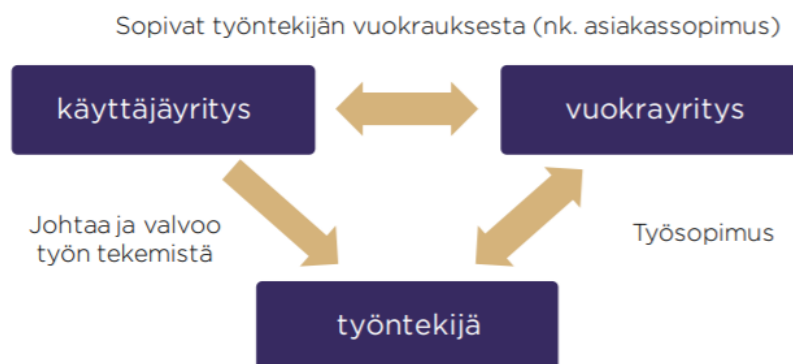 Sopivat työntekijän vuokrauksesta (nk. asiakassopimus)
käyttäjäyritys
vuokrayritys
Johtaa ja valvoo
työn tekemistä
Työsopimus
työntekijä